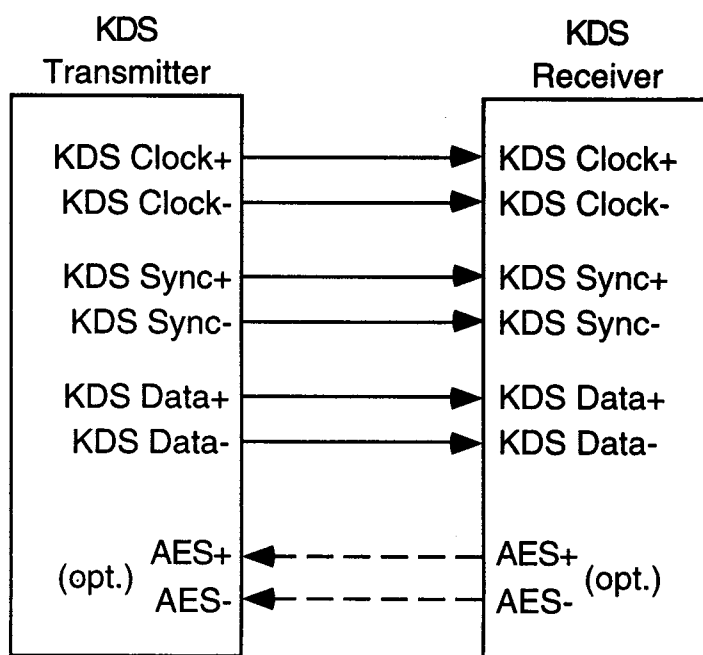 KDS
Transmitter
KDS
Receiver
KDS Clock+
KDS Clock+
KDS Clock-
KDS Clock-
KDS Sync+
KDS Sync+
KDS Sync-
KDS Sync-
KDS Data+
KDS Data+
KDS Data-
KDS Data-
AES+
AES+
(opt.)
(opt.)
AES-
AES-